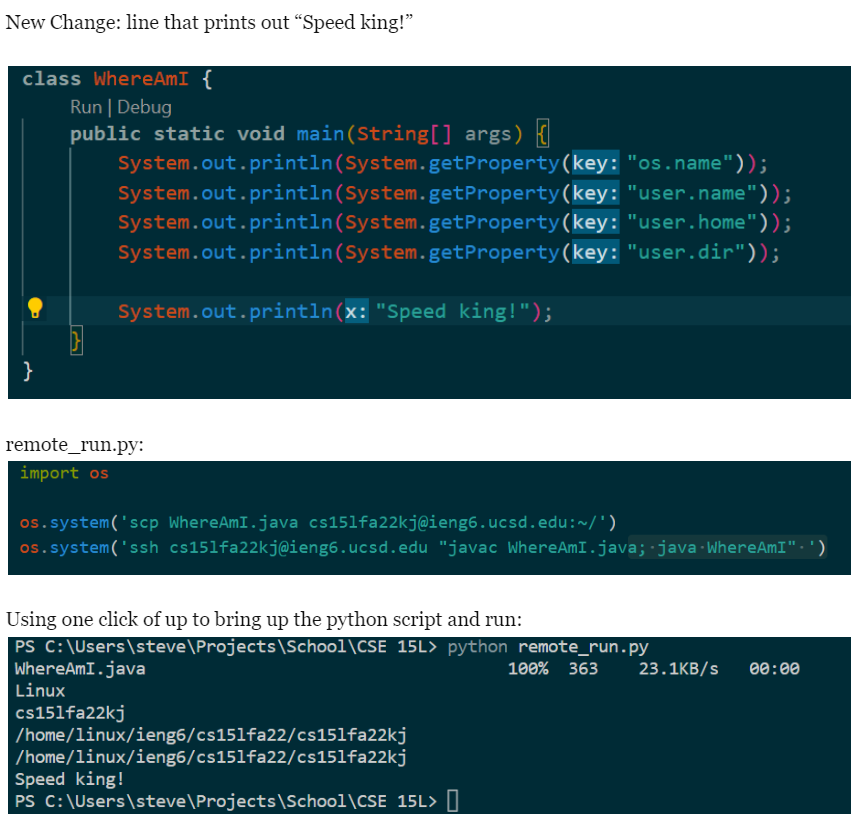 New Change: line that prints out “Speed king!”
class WhereAmI {
Run | Debug
public static void main(String[] args) {
System.out.println(System.getProperty(key: "os.name"));
System.out.println(System.getProperty(key: "user.name"));
System.out.println(System.getProperty(key: "user.home"));
System.out.println(System.getProperty(key: "user.dir"));
System.out.println(x: "Speed king!");
}
}
remote_run.py:
import os
os.system('scp WhereAmI.java cs15lfa22kj@ieng6.ucsd.edu:~/')
os.system('ssh cs15lfa22kj@ieng6.ucsd.edu "javac WhereAmI.java;·java·WhereAmI"·')
Using one click of up to bring up the python script and run:
PS C:\Users\steve\Projects\School\CSE 15L> python remote_run.py
WhereAmI.java 100% 363 23.1KB/s 00:00
Linux
cs15lfa22kj
/home/linux/ieng6/cs15lfa22/cs15lfa22kj
/home/linux/ieng6/cs15lfa22/cs15lfa22kj
Speed king!
PS C:\Users\steve\Projects\School\CSE 15L>